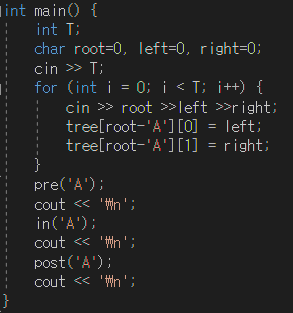 int main() {
int T;
char root=0, left=0, right=0;
cin >> T;
for (int i = 0; i < T; i++) {
cin >> root >>left >>right;
tree[root-'A'][0] = left;
tree[root-'A'][1] = right;
}
pre('A');
cout << '₩n';
in('A');
cout << '₩n';
post('A');
cout << '₩n';
}